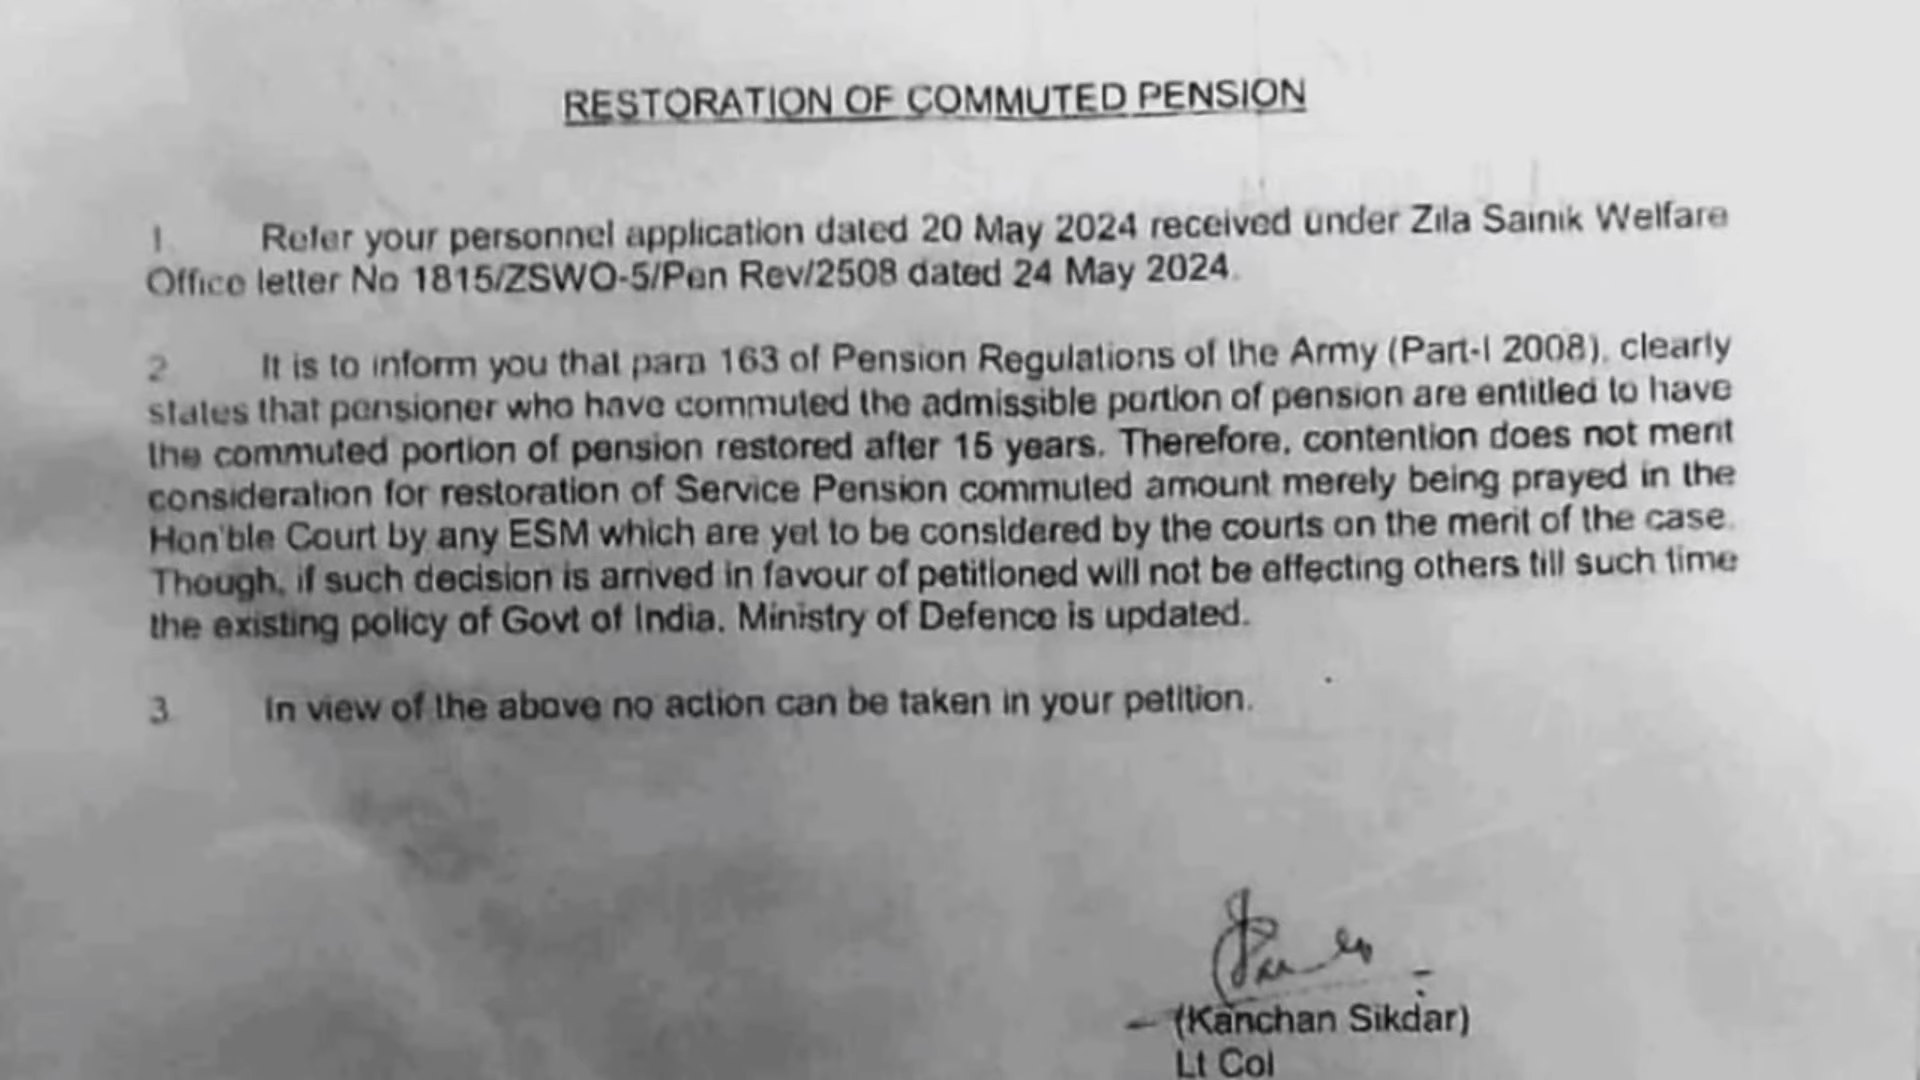 RESTORATION OF COMMUTED PENSION
1. Refer your personnel application dated 20 May 2024 received under Zila Sainik Welfare
Office letter No 1815/ZSWO-5/Pen Rev/2508 dated 24 May 2024.
2. It is to inform you that para 163 of Pension Regulations of the Army (Part-I 2008), clearly
states that pensioner who have commuted the admissible portion of pension are entitled to have
the commuted portion of pension restored after 15 years. Therefore, contention does not merit
consideration for restoration of Service Pension commuted amount merely being prayed in the
Hon'ble Court by any ESM which are yet to be considered by the courts on the merit of the case.
Though, if such decision is arrived in favour of petitioned will not be effecting others till such time
the existing policy of Govt of India, Ministry of Defence is updated.
3. In view of the above no action can be taken in your petition.
(Kanchan Sikdar)
Lt Col